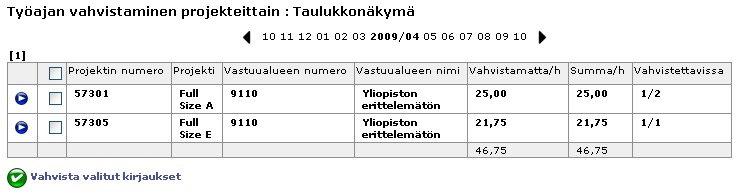 Työajan vahvistaminen projekteittain : Taulukkonäkymä
10 11 12 01 02 03 2009/04 05 06 07 08 09 10
[1]
Projektin numero Projekti Vastuualueen numero Vastuualueen nimi Vahvistamatta/h Summa/h Vahvistettavissa
57301 Full Size A 9110 Yliopiston erittelemätön 25,00 25,00 1/2
57305 Full Size E 9110 Yliopiston erittelemätön 21,75 21,75 1/1
46,75 46,75
Vahvista valitut kirjaukset